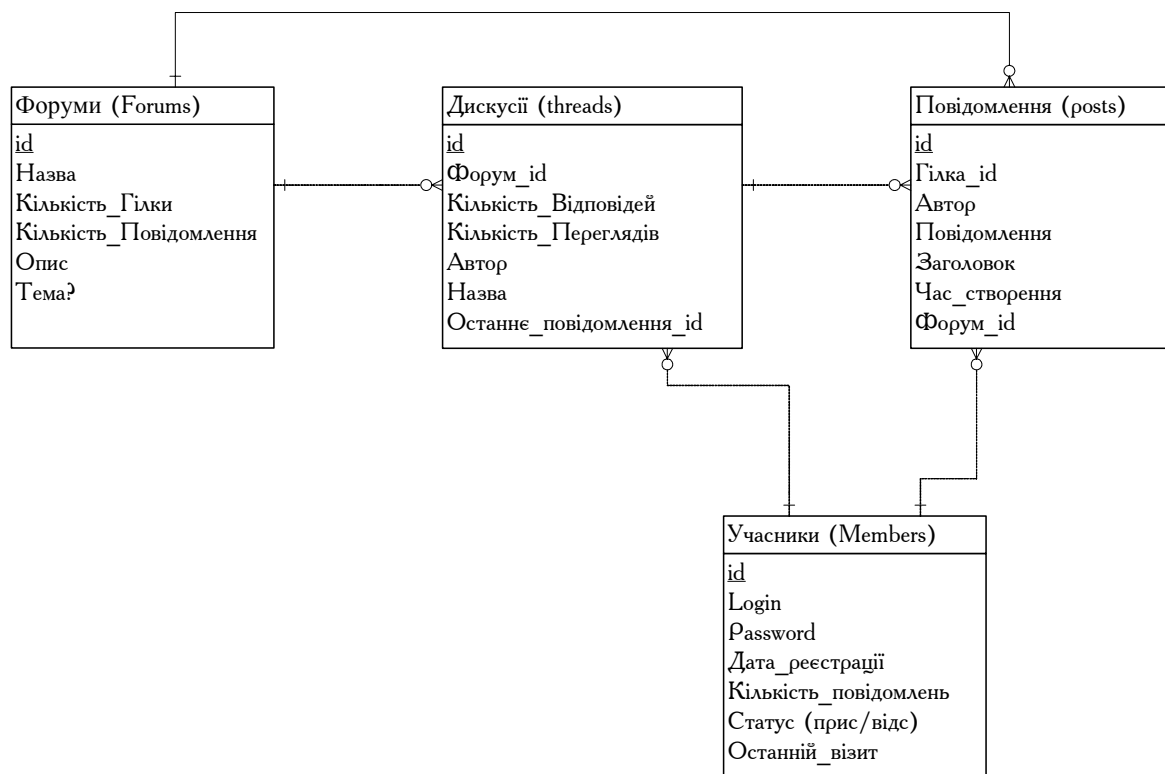 Форуми (Forums)
id
Назва
Кількість_Гілки
Кількість_Повідомлення
Опис
Тема?
Дискусії (threads)
id
Форум_id
Кількість_Відповідей
Кількість_Переглядів
Автор
Назва
Останнє_повідомлення_id
Повідомлення (posts)
id
Гілка_id
Автор
Повідомлення
Заголовок
Час_створення
Форум_id
Учасники (Members)
id
Login
Password
Дата_реєстрації
Кількість_повідомлень
Статус (прис/відс)
Останній_візит